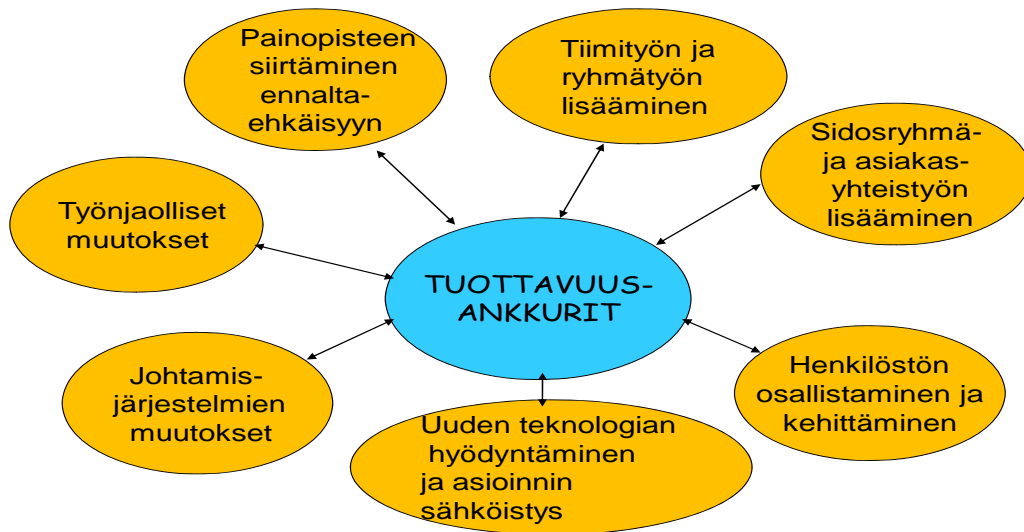 Painopisteen
siirtäminen
ennalta-
ehkäisyyn
Tiimityön ja
ryhmätyön
lisääminen
Sidosryhmä-
ja asiakas-
yhteistyön
lisääminen
Työnjaolliset
muutokset
TUOTTAVUUS-
ANKKURIT
Johtamis-
järjestelmien
muutokset
Henkilöstön
osallistaminen ja
kehittäminen
Uuden teknologian
hyödyntäminen
ja asioinnin
sähköistys